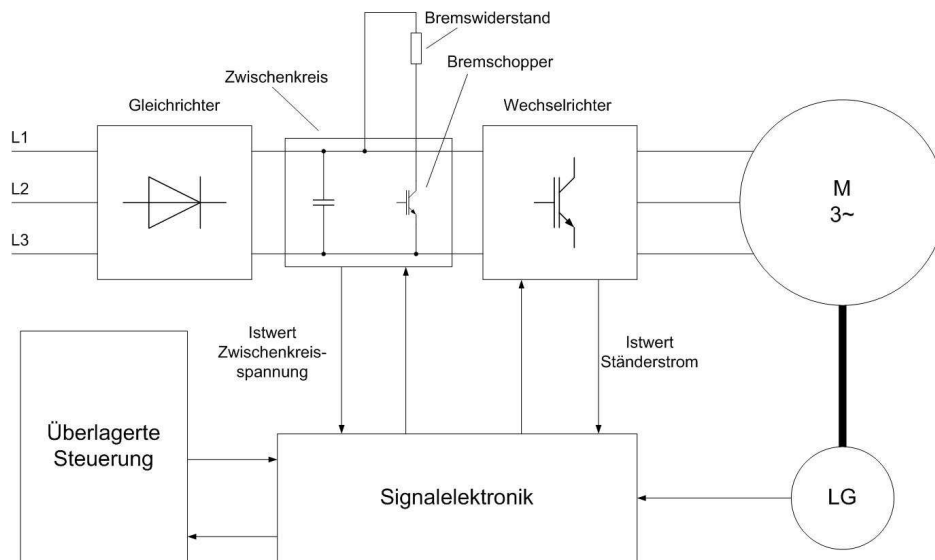 Bremswiderstand
Bremschopper
Zwischenkreis
Gleichrichter
Wechselrichter
L1
L2
L3
M
3~
Istwert
Zwischenkreis-
spannung
Istwert
Ständerstrom
Überlagerte
Steuerung
Signalelektronik
LG